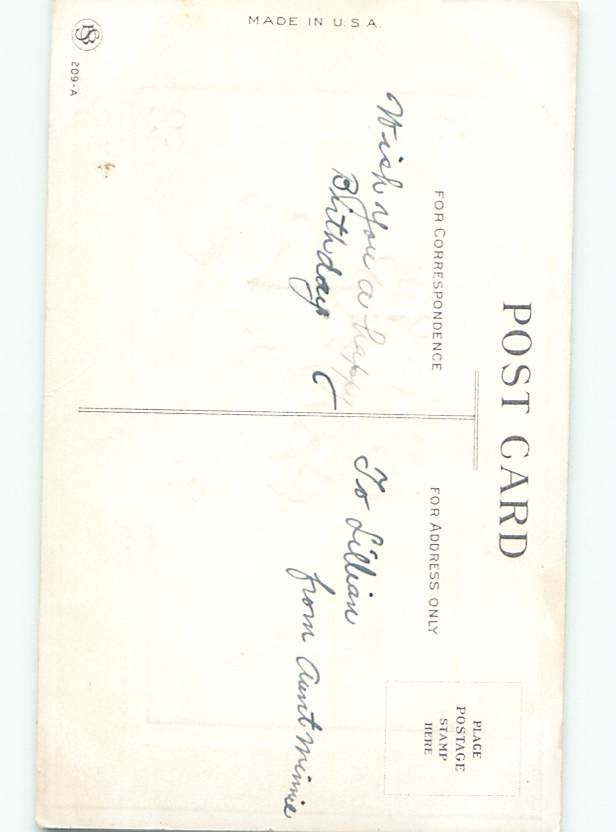 POST CARD
FOR CORRESPONDENCE
FOR ADDRESS ONLY
PLACE
POSTAGE
STAMP
HERE
Wish you a happy
Birthday
To Lillian
from Aunt Minnie
MADE IN U.S.A.
209-A